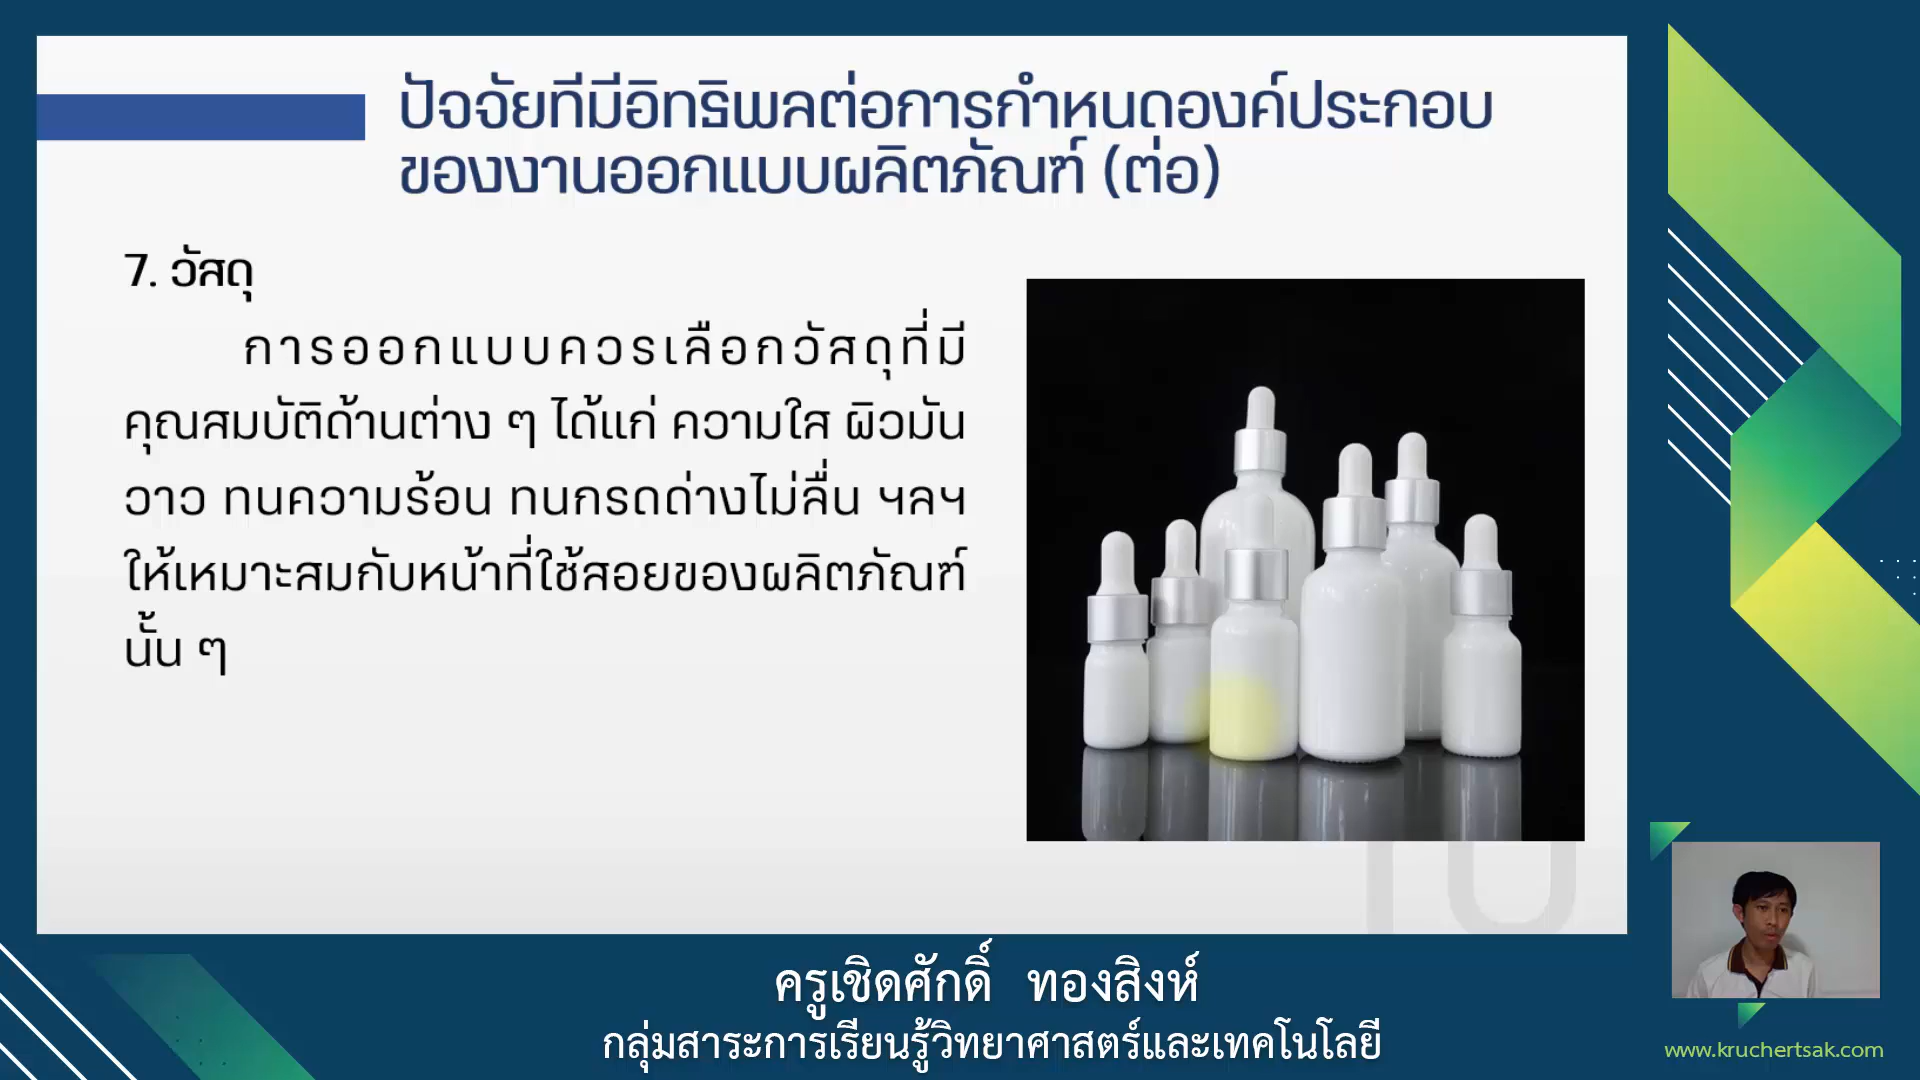 ปัจจัยที่มีอิทธิพลต่อการกำหนดองค์ประกอบ
ของงานออกแบบผลิตภัณฑ์ (ต่อ)
7. วัสดุ
การออกแบบควรเลือกวัสดุที่มี
คุณสมบัติด้านต่าง ๆ ได้แก่ ความใส ผิวมัน
วาว ทนความร้อน ทนกรดด่างไม่ลื่น ฯลฯ
ให้เหมาะสมกับหน้าที่ใช้สอยของผลิตภัณฑ์
นั้น ๆ
ครูเชิดศักดิ์ ทองสิงห์
กลุ่มสาระการเรียนรู้วิทยาศาสตร์และเทคโนโลยี
www.kruchertsak.com